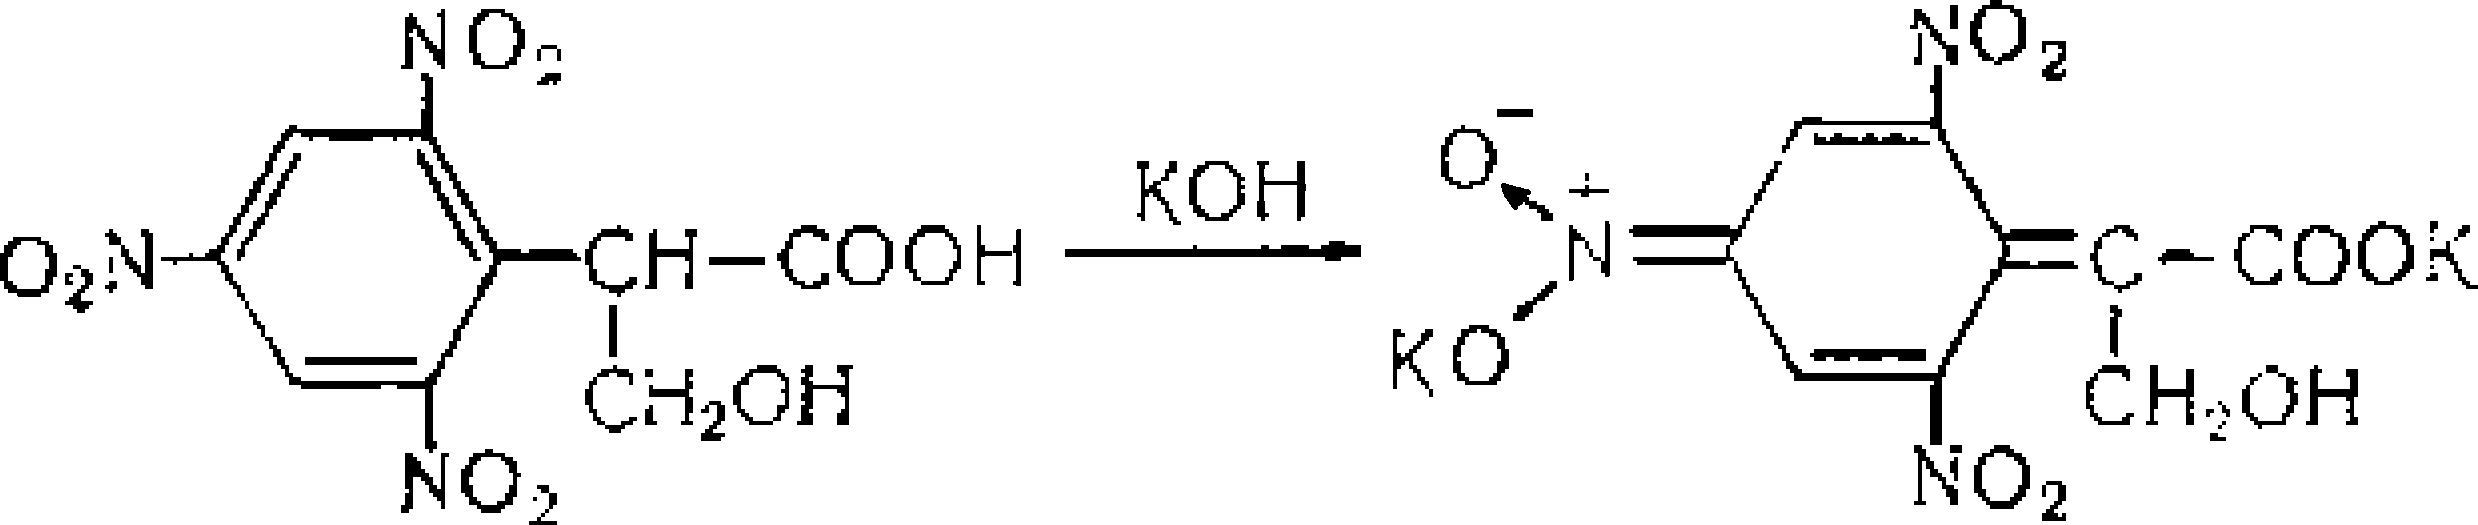 NO₂ NO₂
O⁻
KOH +
O₂N CH—COOH N C—COOK
KO
CH₂OH CH₂OH
NO₂ NO₂